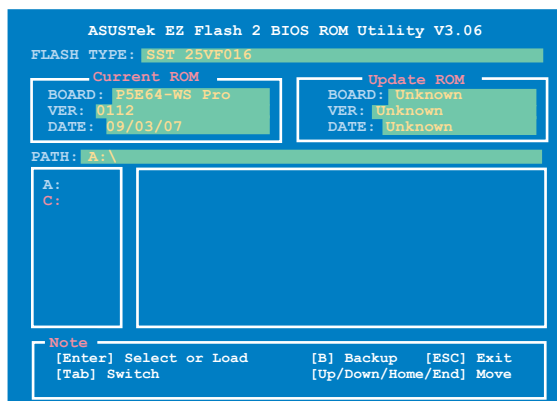 ASUSTek EZ Flash 2 BIOS ROM Utility V3.06
FLASH TYPE: SST 25VF016
Current ROM
BOARD: P5E64-WS Pro
VER: 0112
DATE: 09/03/07
Update ROM
BOARD: Unknown
VER: Unknown
DATE: Unknown
PATH: A:\
A:
C:
Note
[Enter] Select or Load [B] Backup [ESC] Exit
[Tab] Switch [Up/Down/Home/End] Move